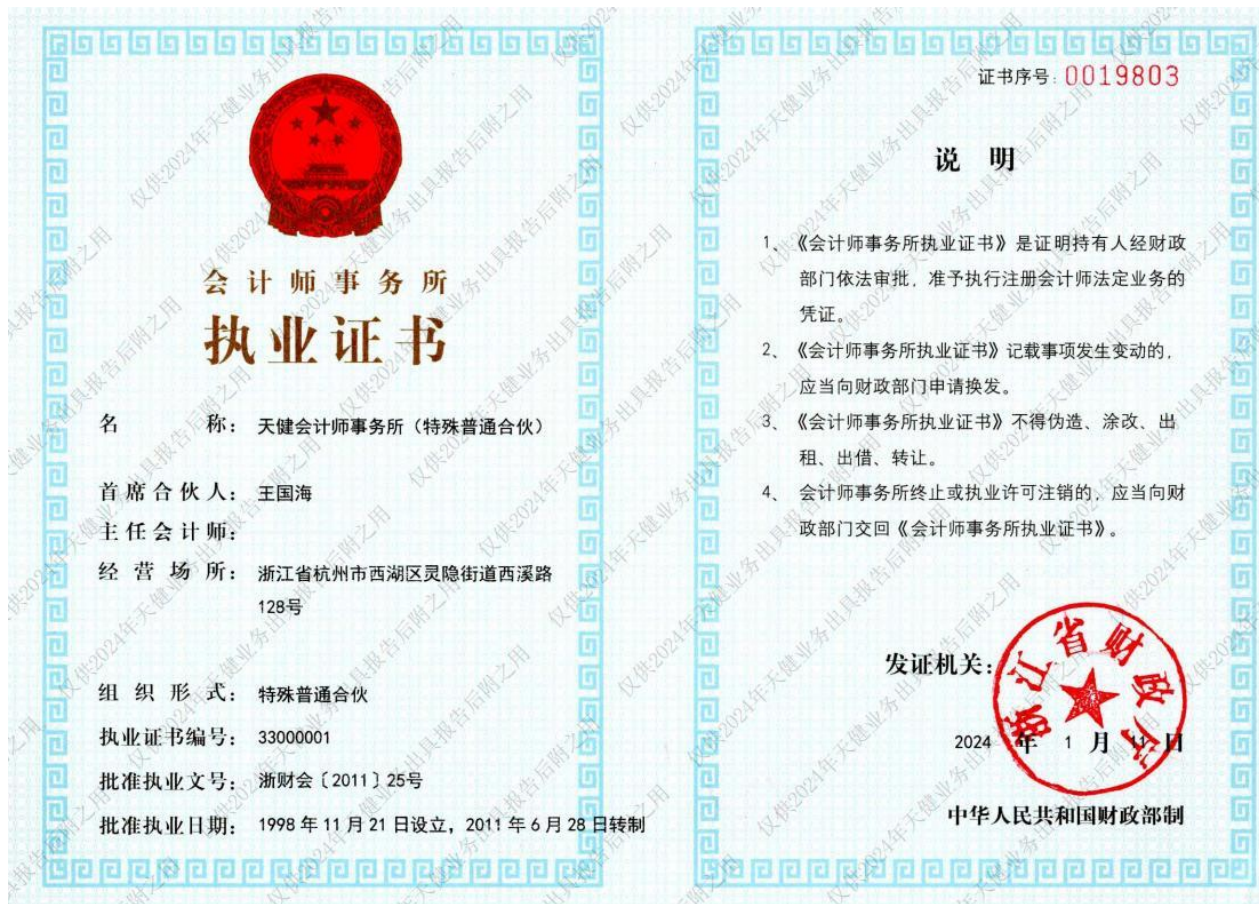 会计师事务所
执业证书
名 称： 天健会计师事务所（特殊普通合伙）
首席合伙人： 王国海
主任会计师：
经营场所： 浙江省杭州市西湖区灵隐街道西溪路
128号
组织形式： 特殊普通合伙
执业证书编号： 33000001
批准执业文号： 浙财会〔2011〕25号
批准执业日期： 1998年11月21日设立，2011年6月28日转制
证书序号：0019803
说 明
1、《会计师事务所执业证书》是证明持有人经财政
部门依法审批，准予执行注册会计师法定业务的
凭证。
2、《会计师事务所执业证书》记载事项发生变动的，
应当向财政部门申请换发。
3、《会计师事务所执业证书》不得伪造、涂改、出
租、出借、转让。
4、 会计师事务所终止或执业许可注销的，应当向财
政部门交回《会计师事务所执业证书》。
发证机关：
浙江省财政厅
2024 年 1 月 11 日
中华人民共和国财政部制
仅供2024年天健业务出具报告后附之用